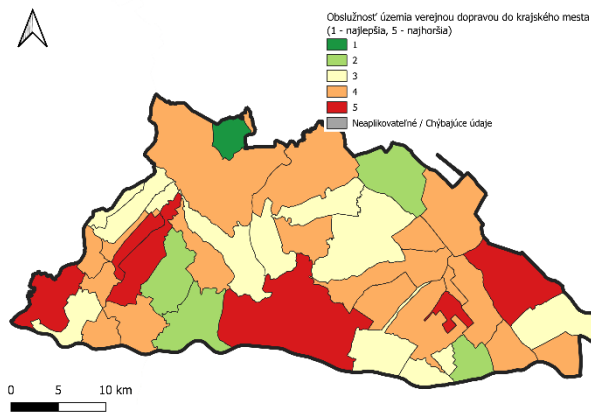 Obslužnosť územia verejnou dopravou do krajského mesta
(1 - najlepšia, 5 - najhoršia)
1
2
3
4
5
Neaplikovateľné / Chýbajúce údaje
0 5 10 km